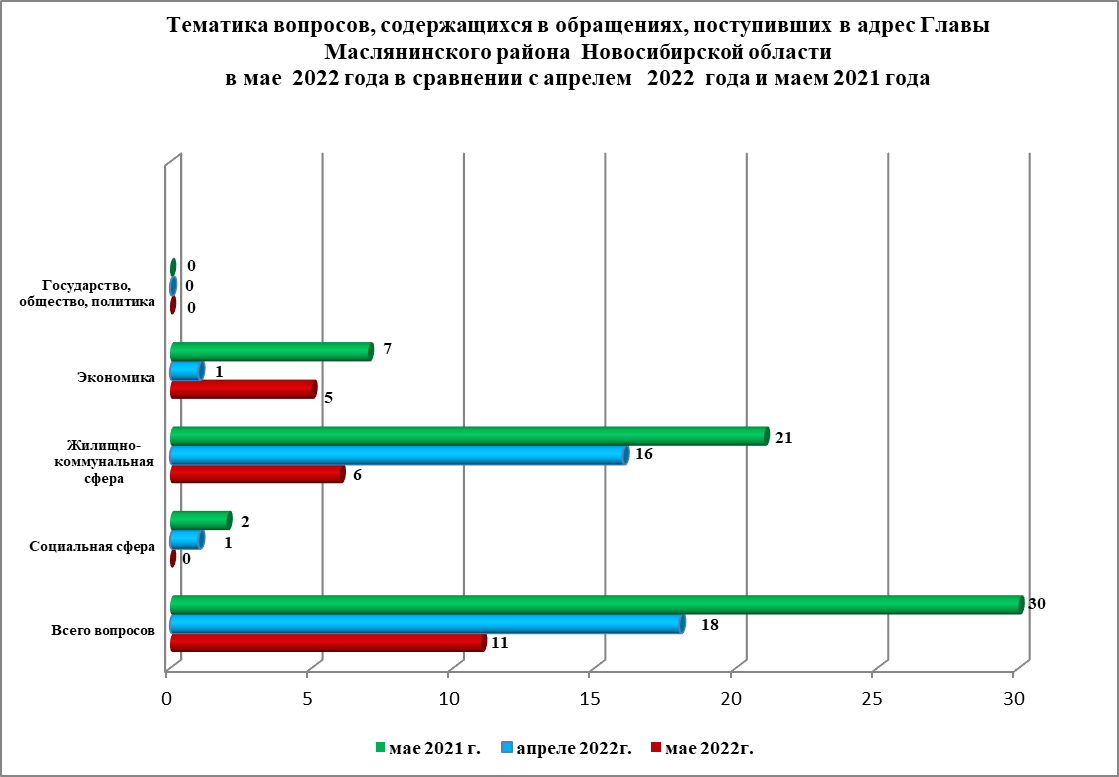 Тематика вопросов, содержащихся в обращениях, поступивших в адрес Главы
Маслянинского района Новосибирской области
в мае 2022 года в сравнении с апрелем 2022 года и маем 2021 года
Государство,
общество, политика
0
0
0
Экономика
7
1
5
Жилищно-
коммунальная
сфера
21
16
6
Социальная сфера
2
1
0
Всего вопросов
30
18
11
0 5 10 15 20 25 30
мае 2021 г. апреле 2022г. мае 2022г.